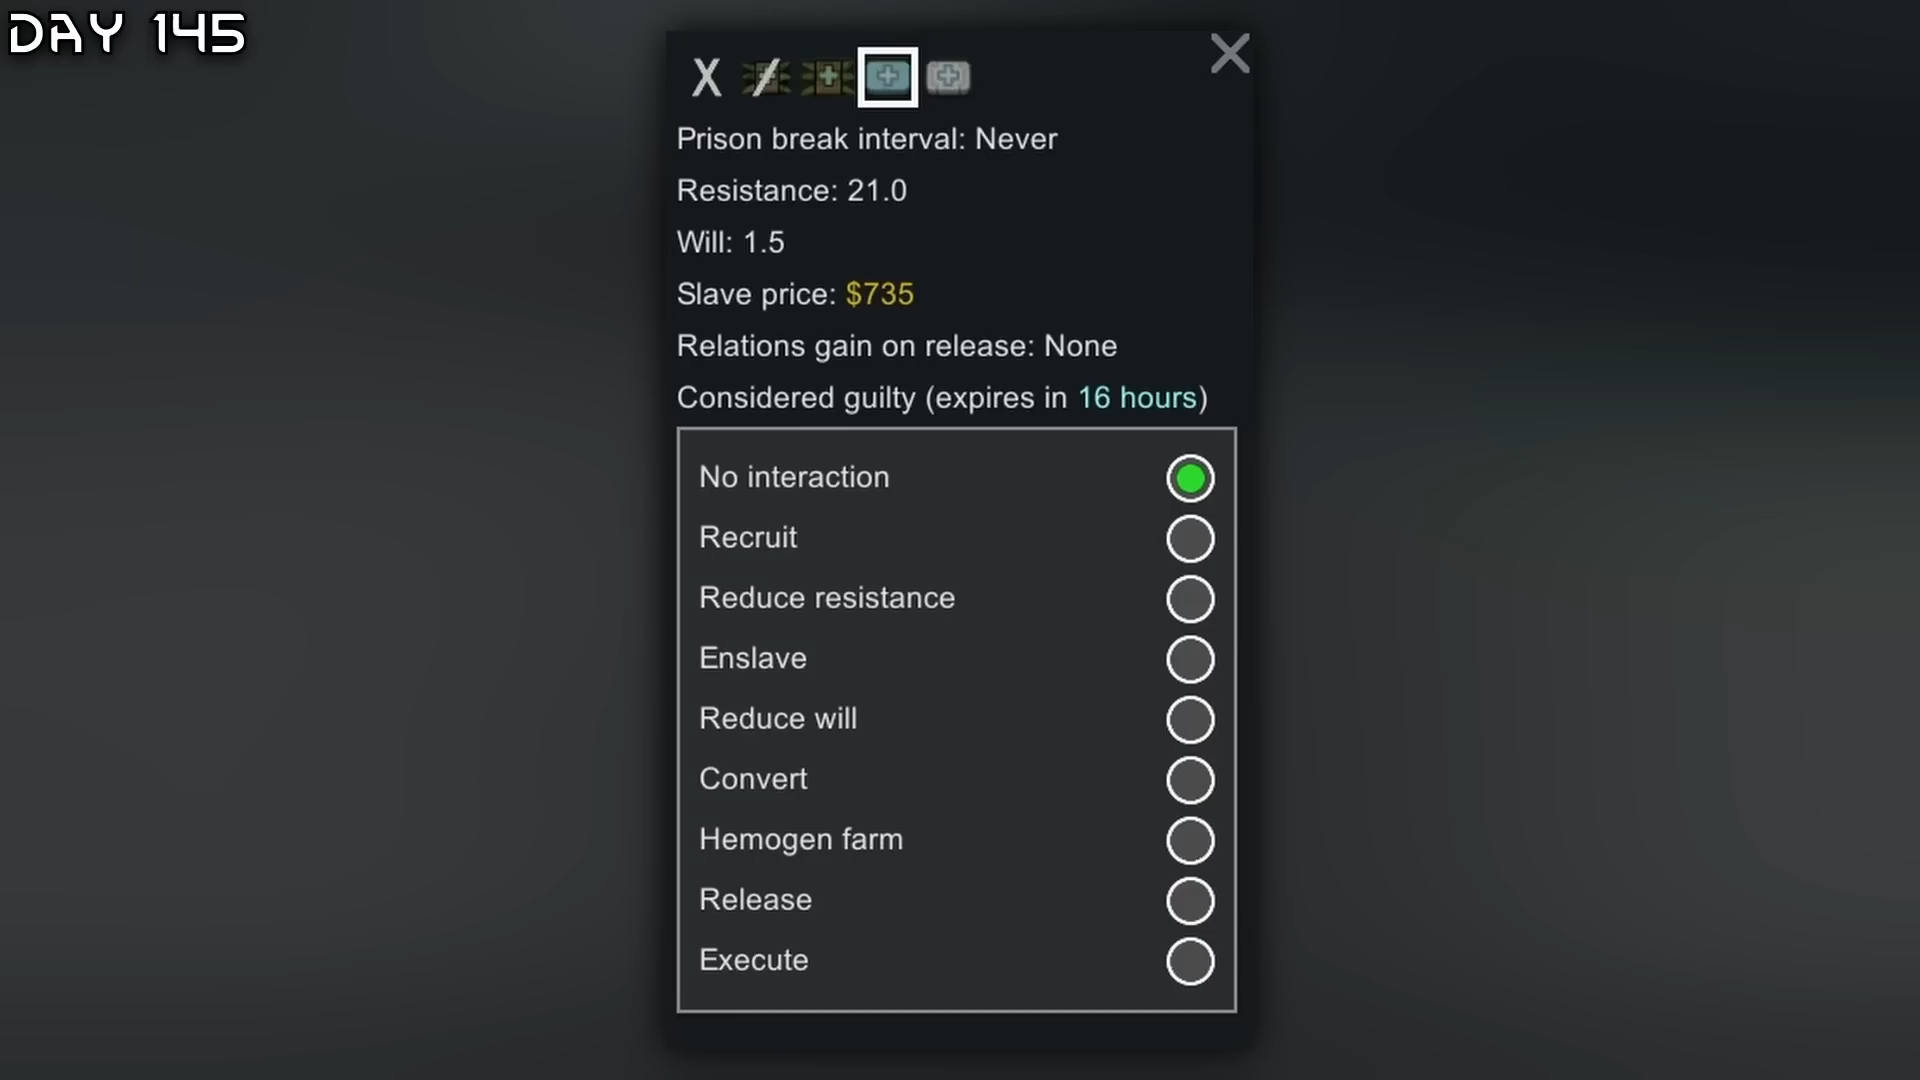 DAY 145
Prison break interval: Never
Resistance: 21.0
Will: 1.5
Slave price: $735
Relations gain on release: None
Considered guilty (expires in 16 hours)
No interaction
Recruit
Reduce resistance
Enslave
Reduce will
Convert
Hemogen farm
Release
Execute